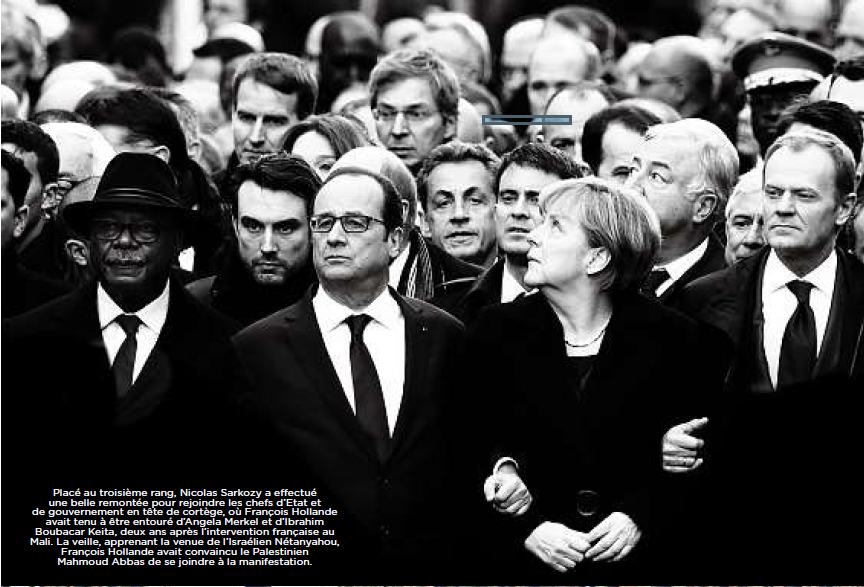 Placé au troisième rang, Nicolas Sarkozy a effectué
une belle remontée pour rejoindre les chefs d'Etat et
de gouvernement en tête de cortège, où François Hollande
avait tenu à être entouré d'Angela Merkel et d'Ibrahim
Boubacar Keita, deux ans après l'intervention française au
Mali. La veille, apprenant la venue de l'Israélien Nétanyahou,
François Hollande avait convaincu le Palestinien
Mahmoud Abbas de se joindre à la manifestation.